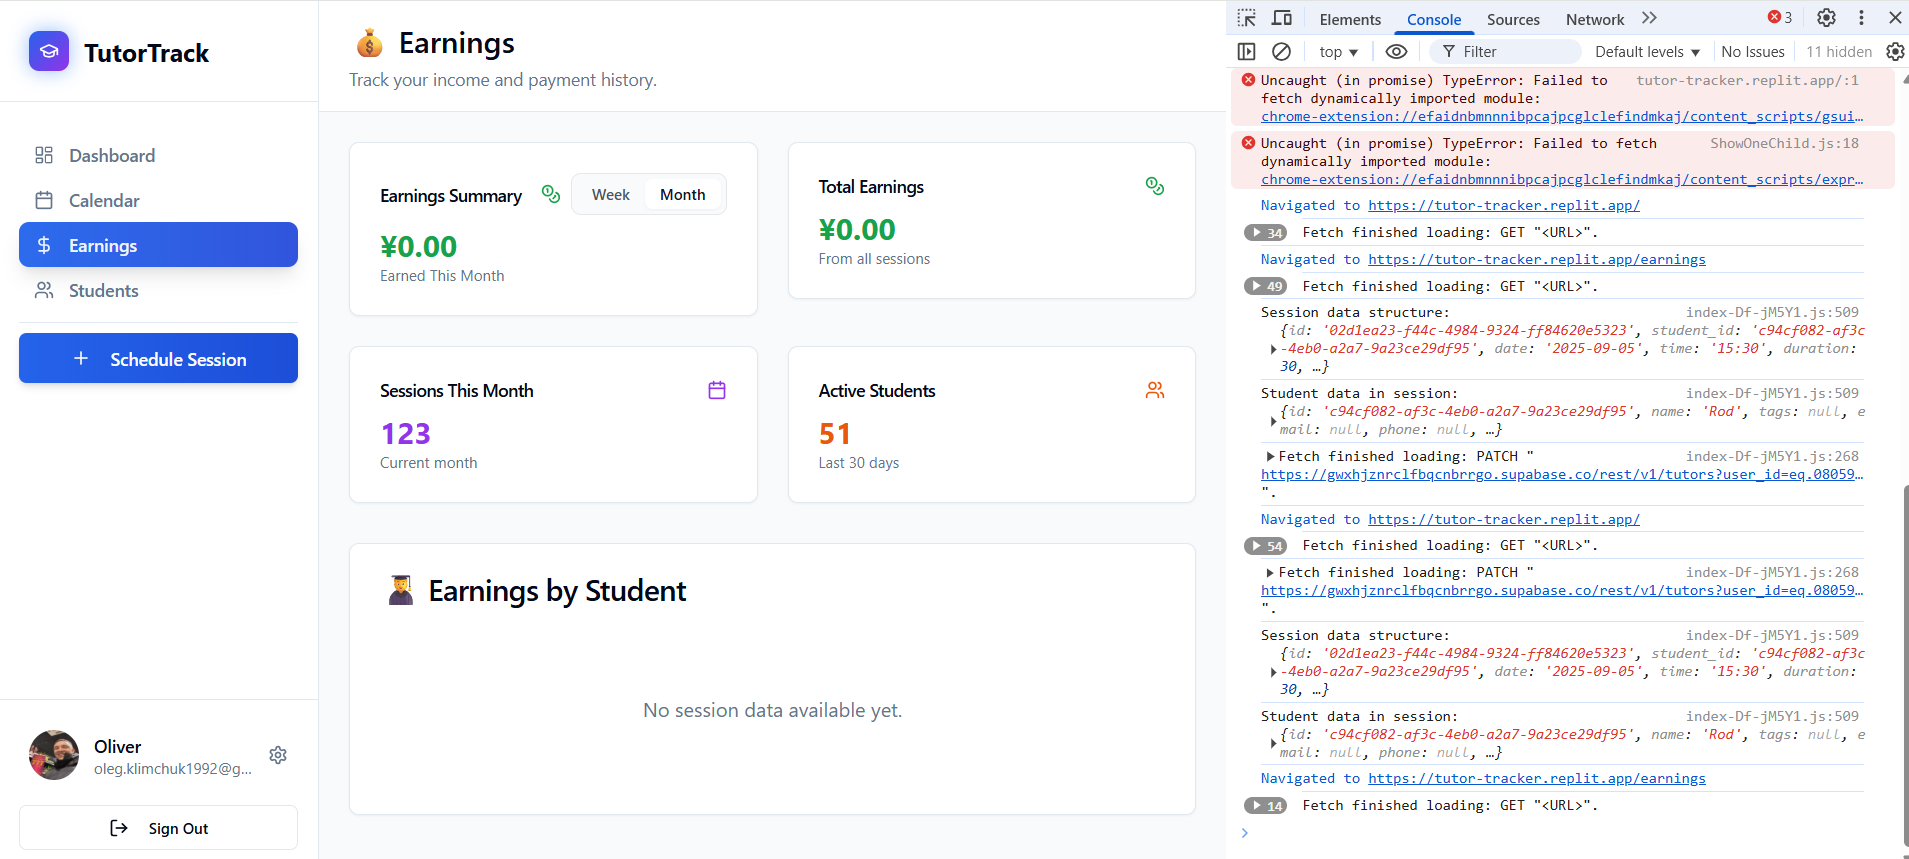 TutorTrack
Dashboard
Calendar
Earnings
Students
Schedule Session
Oliver
oleg.klimchuk1992@g...
Sign Out
Earnings
Track your income and payment history.
Earnings Summary
Week
Month
¥0.00
Earned This Month
Total Earnings
¥0.00
From all sessions
Sessions This Month
123
Current month
Active Students
51
Last 30 days
Earnings by Student
No session data available yet.
Elements
Console
Sources
Network
3
top
Filter
Default levels
No Issues
11 hidden
Uncaught (in promise) TypeError: Failed to tutor-tracker.replit.app/:1
fetch dynamically imported module:
chrome-extension://efaidnbmnnnibpcajpcglclefindmkaj/content_scripts/gsui…
Uncaught (in promise) TypeError: Failed to fetch ShowOneChild.js:18
dynamically imported module:
chrome-extension://efaidnbmnnnibpcajpcglclefindmkaj/content_scripts/expr…
Navigated to https://tutor-tracker.replit.app/
34 Fetch finished loading: GET "<URL>".
Navigated to https://tutor-tracker.replit.app/earnings
49 Fetch finished loading: GET "<URL>".
Session data structure: index-Df-jM5Y1.js:509
{id: '02d1ea23-f44c-4984-9324-ff84620e5323', student_id: 'c94cf082-af3c
-4eb0-a2a7-9a23ce29df95', date: '2025-09-05', time: '15:30', duration:
30, …}
Student data in session: index-Df-jM5Y1.js:509
{id: 'c94cf082-af3c-4eb0-a2a7-9a23ce29df95', name: 'Rod', tags: null, e
mail: null, phone: null, …}
Fetch finished loading: PATCH " index-Df-jM5Y1.js:268
https://gwxhjznrclfbqcnbrrgo.supabase.co/rest/v1/tutors?user_id=eq.08059…
".
Navigated to https://tutor-tracker.replit.app/
54 Fetch finished loading: GET "<URL>".
Fetch finished loading: PATCH " index-Df-jM5Y1.js:268
https://gwxhjznrclfbqcnbrrgo.supabase.co/rest/v1/tutors?user_id=eq.08059…
".
Session data structure: index-Df-jM5Y1.js:509
{id: '02d1ea23-f44c-4984-9324-ff84620e5323', student_id: 'c94cf082-af3c
-4eb0-a2a7-9a23ce29df95', date: '2025-09-05', time: '15:30', duration:
30, …}
Student data in session: index-Df-jM5Y1.js:509
{id: 'c94cf082-af3c-4eb0-a2a7-9a23ce29df95', name: 'Rod', tags: null, e
mail: null, phone: null, …}
Navigated to https://tutor-tracker.replit.app/earnings
14 Fetch finished loading: GET "<URL>".